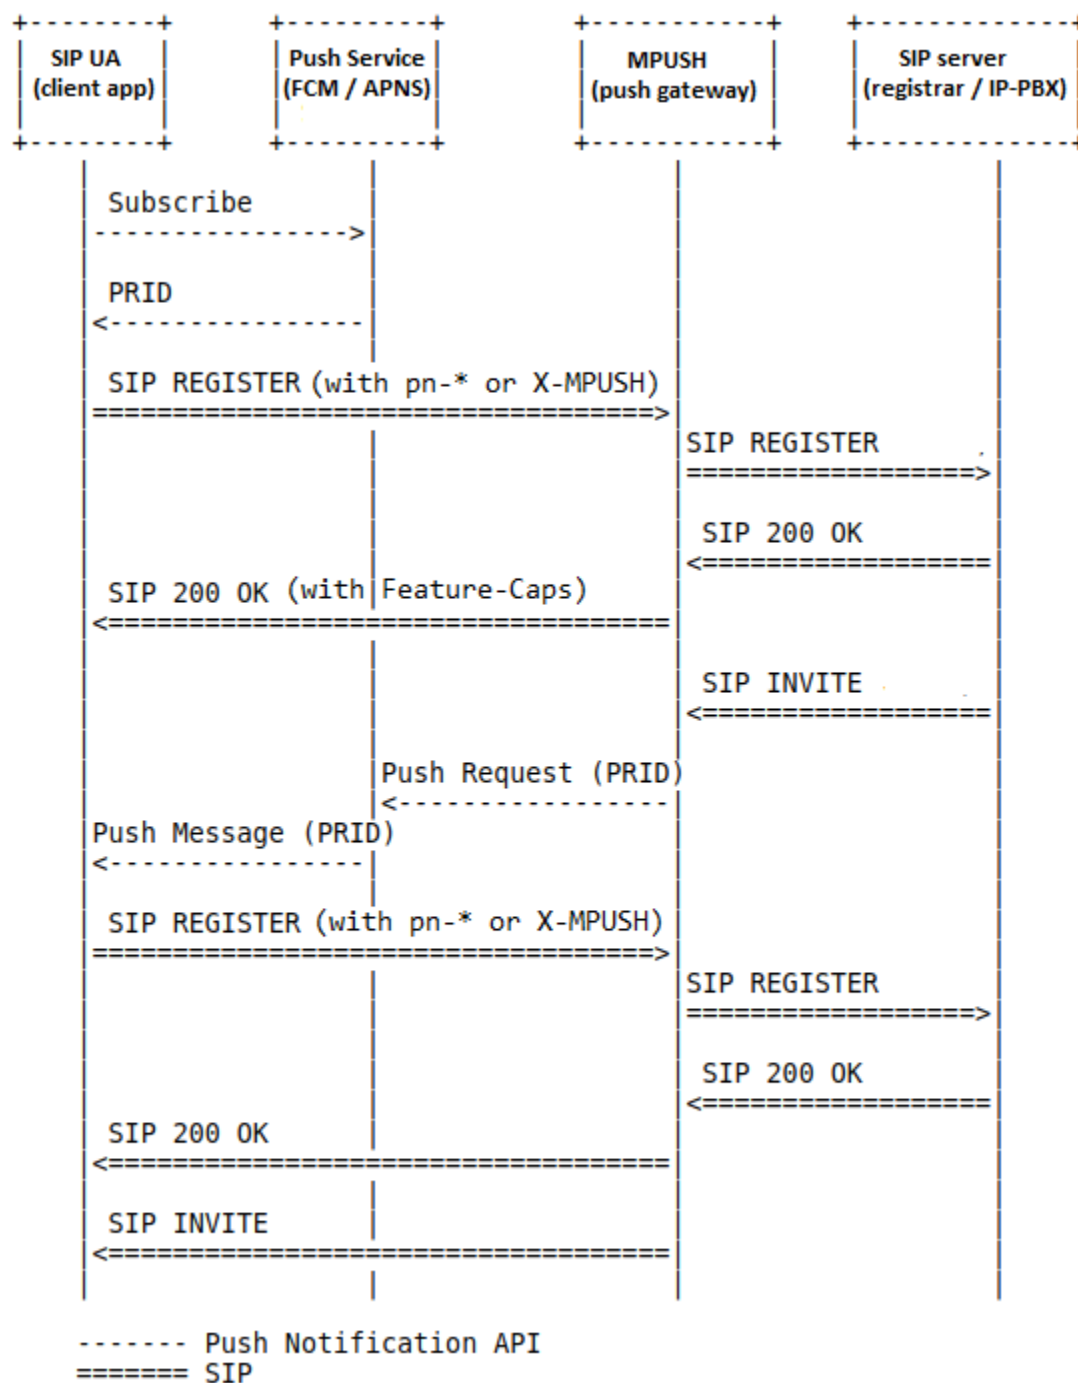 SIP UA
(client app)
Push Service
(FCM / APNS)
MPUSH
(push gateway)
SIP server
(registrar / IP-PBX)
Subscribe
PRID
SIP REGISTER (with pn-* or X-MPUSH)
SIP REGISTER
SIP 200 OK
SIP 200 OK (with Feature-Caps)
SIP INVITE
Push Request (PRID)
Push Message (PRID)
SIP REGISTER (with pn-* or X-MPUSH)
SIP REGISTER
SIP 200 OK
SIP 200 OK
SIP INVITE
------- Push Notification API
======= SIP